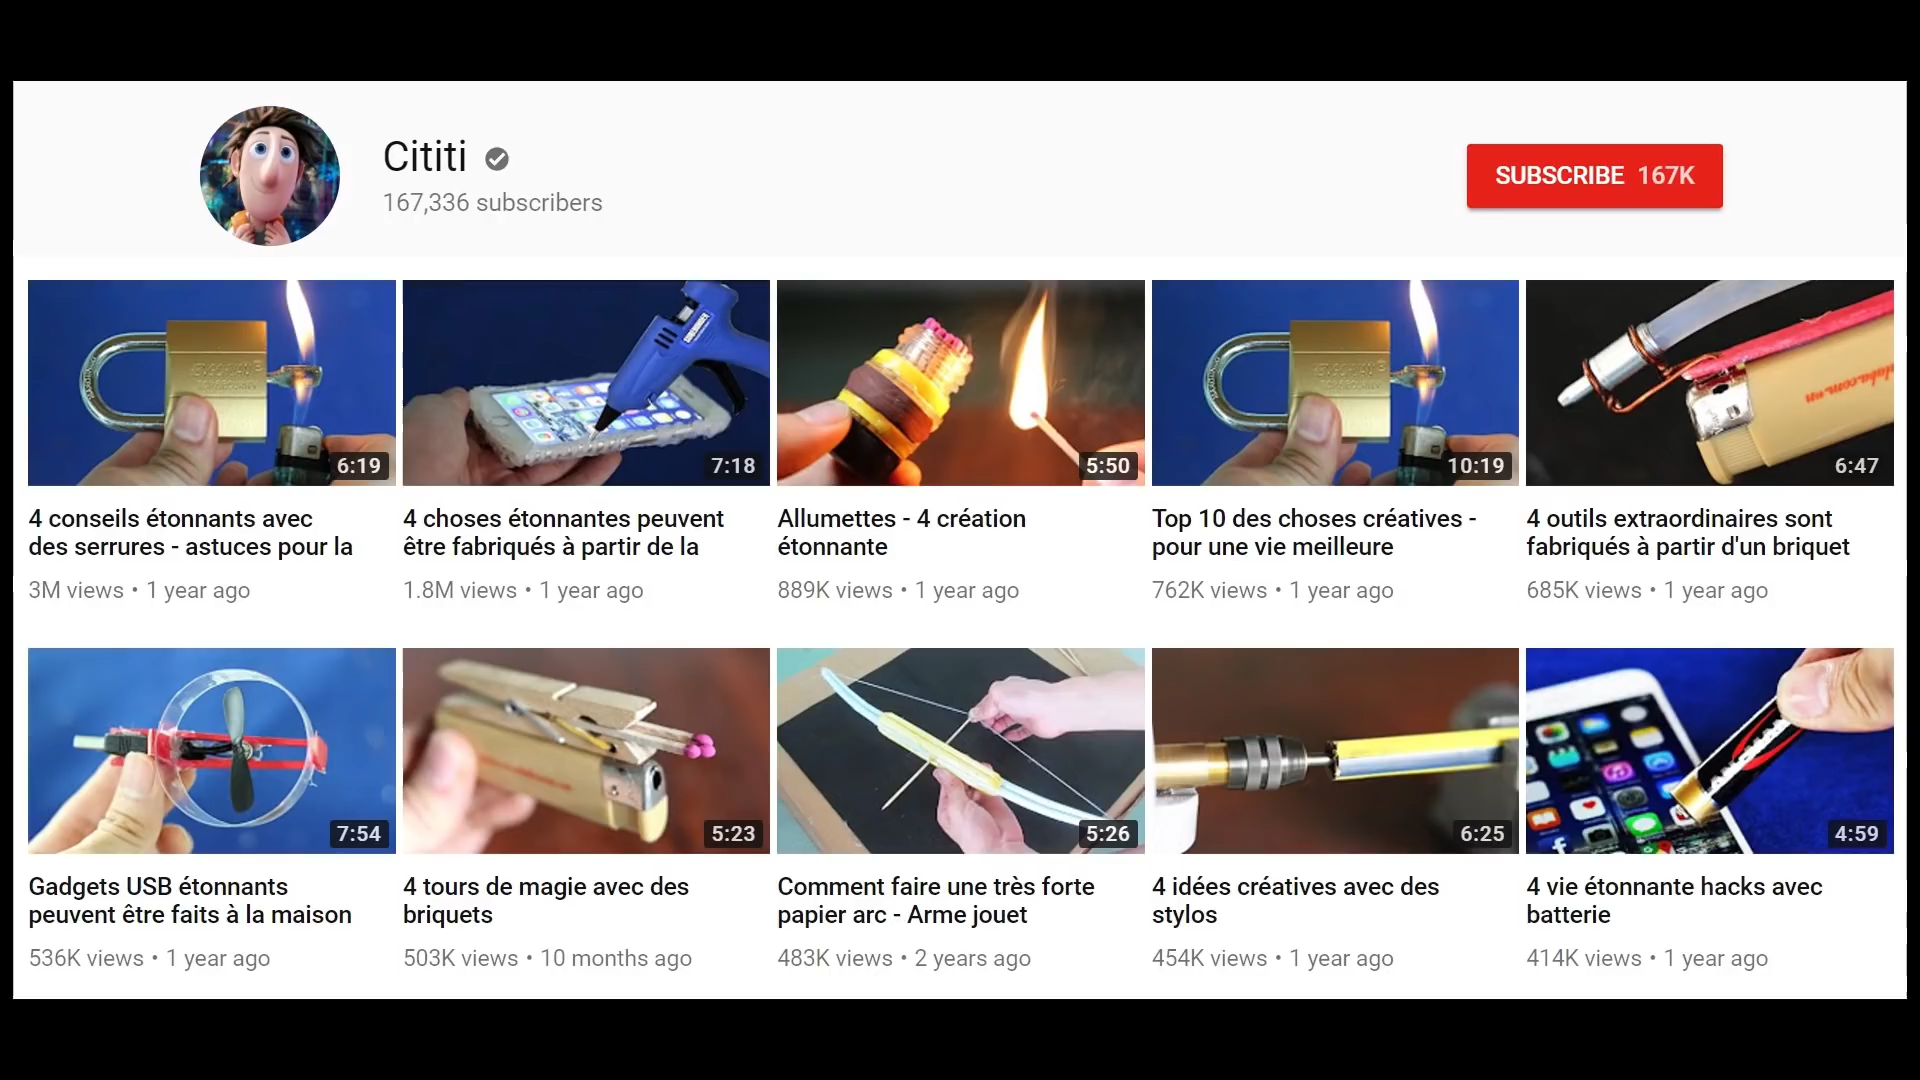 Cititi
167,336 subscribers
SUBSCRIBE 167K
6:19
7:18
5:50
10:19
6:47
4 conseils étonnants avec
des serrures - astuces pour la
3M views • 1 year ago
4 choses étonnantes peuvent
être fabriqués à partir de la
1.8M views • 1 year ago
Allumettes - 4 création
étonnante
889K views • 1 year ago
Top 10 des choses créatives -
pour une vie meilleure
762K views • 1 year ago
4 outils extraordinaires sont
fabriqués à partir d'un briquet
685K views • 1 year ago
7:54
5:23
5:26
6:25
4:59
Gadgets USB étonnants
peuvent être faits à la maison
536K views • 1 year ago
4 tours de magie avec des
briquets
503K views • 10 months ago
Comment faire une très forte
papier arc - Arme jouet
483K views • 2 years ago
4 idées créatives avec des
stylos
454K views • 1 year ago
4 vie étonnante hacks avec
batterie
414K views • 1 year ago